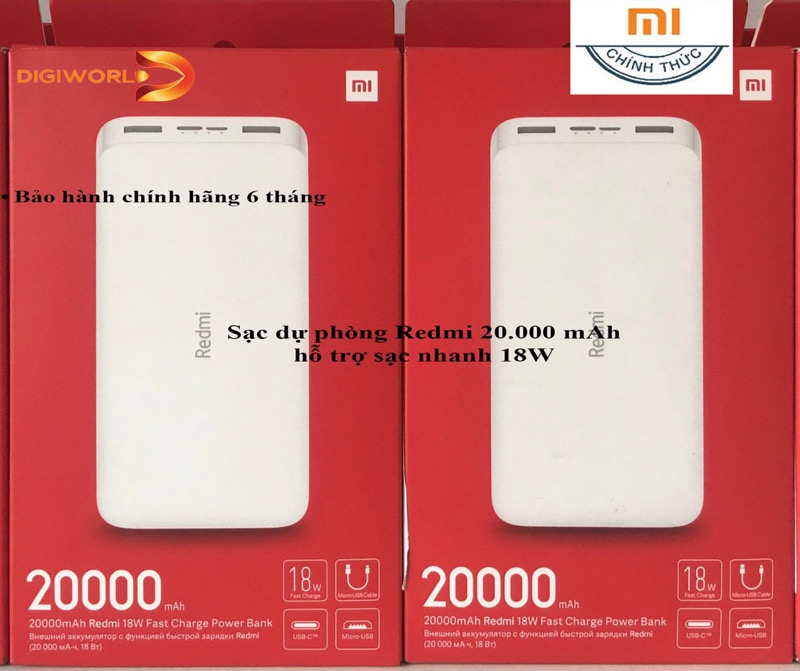 DIGIWORLD
mi
CHÍNH THỨC
mi
mi
• Bảo hành chính hãng 6 tháng
Sạc dự phòng Redmi 20.000 mAh
hỗ trợ sạc nhanh 18W
Redmi
Redmi
20000 mAh
18W
Fast Charge
Micro-USB Cable
20000mAh Redmi 18W Fast Charge Power Bank
Внешний аккумулятор с функцией быстрой зарядки Redmi
(20 000 мА·ч, 18 Вт)
USB-C™
Micro-USB
20000 mAh
18W
Fast Charge
Micro-USB Cable
20000mAh Redmi 18W Fast Charge Power Bank
Внешний аккумулятор с функцией быстрой зарядки Redmi
(20 000 мА·ч, 18 Вт)
USB-C™
Micro-USB